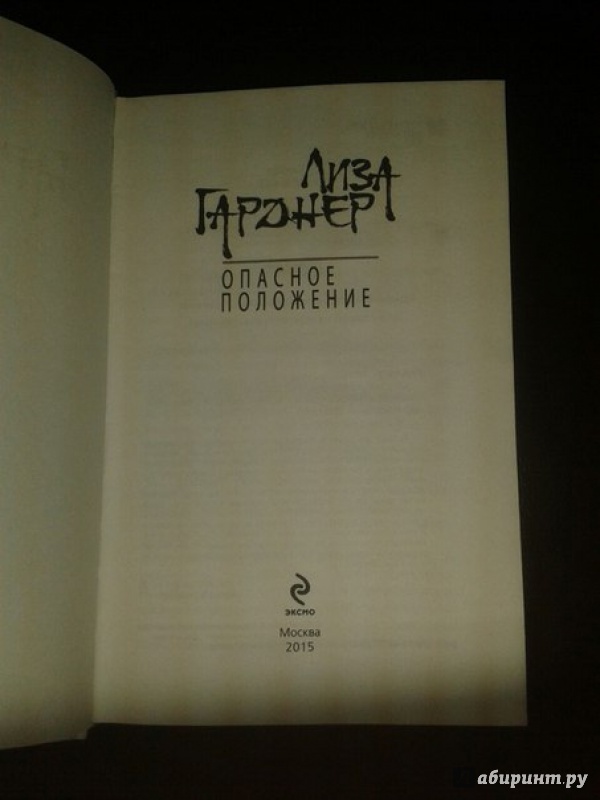 ЛИЗА
ГАРДНЕР
ОПАСНОЕ
ПОЛОЖЕНИЕ
ЭКСМО
Москва
2015
абиринт.ру